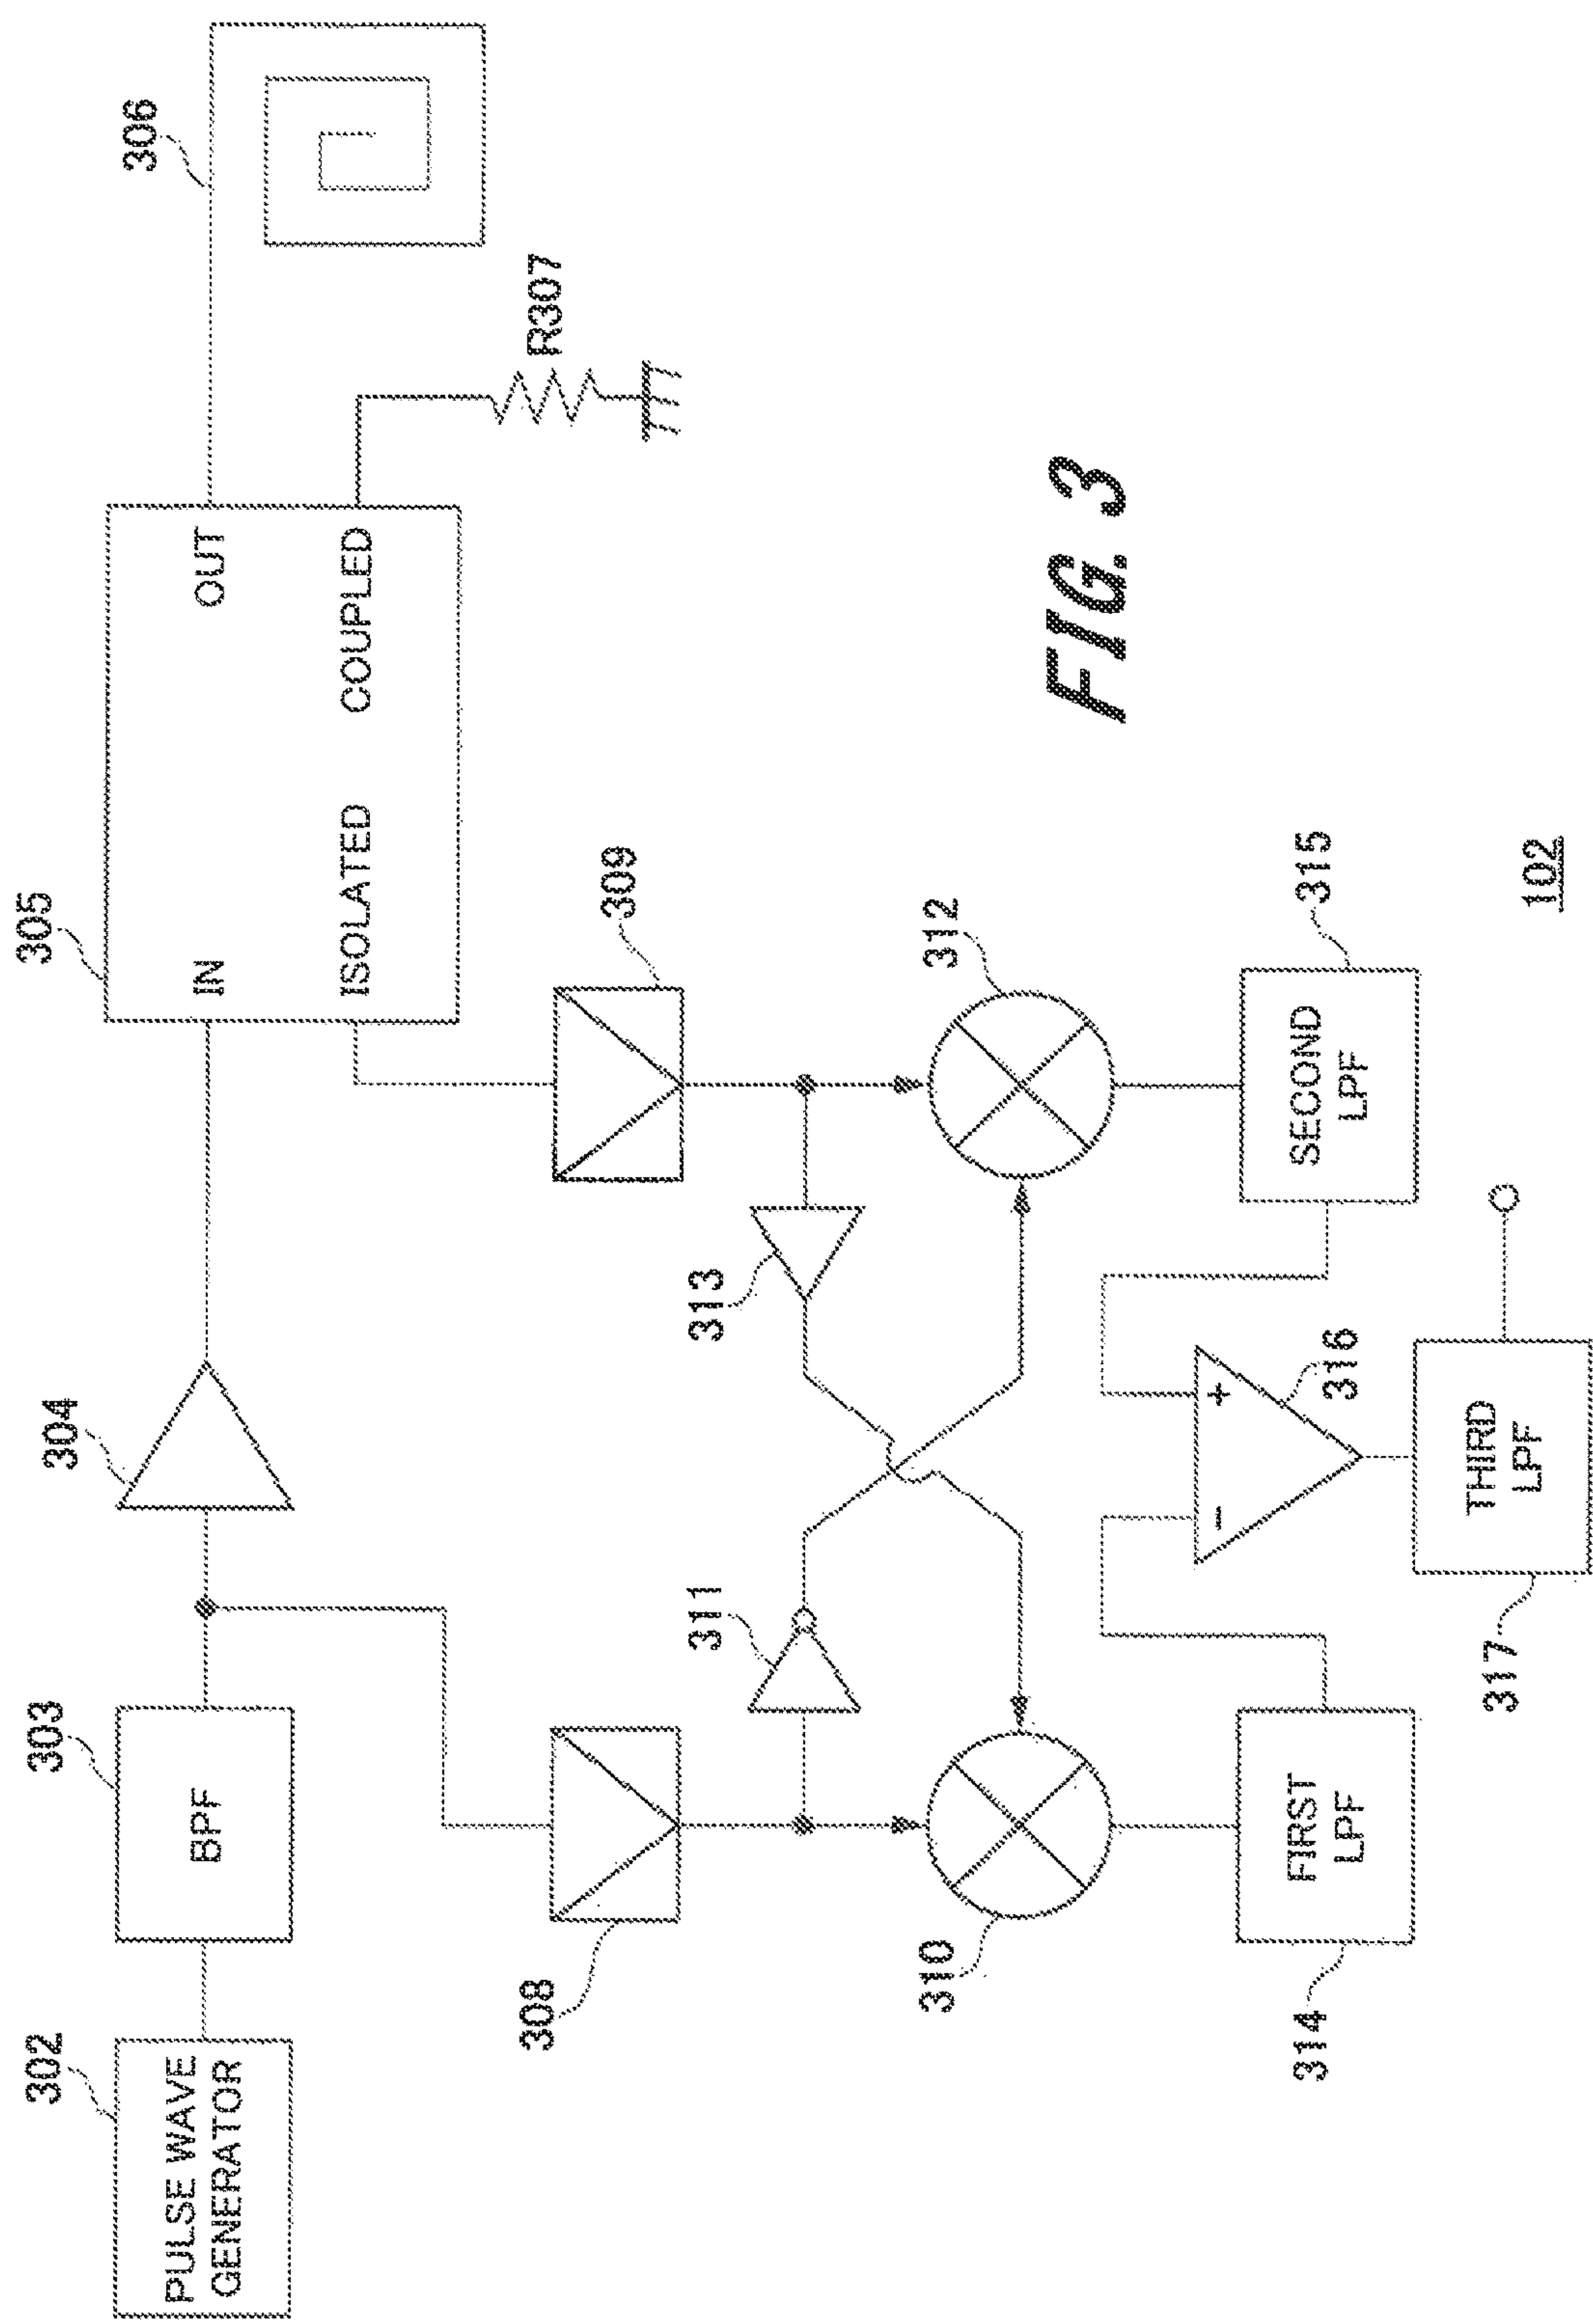 302
PULSE WAVE
GENERATOR
303
BPF
304
305
IN
OUT
ISOLATED
COUPLED
306
R307
308
309
311
313
310
312
314
FIRST
LPF
−
+
316
315
SECOND
LPF
317
THIRD
LPF
102
FIG. 3